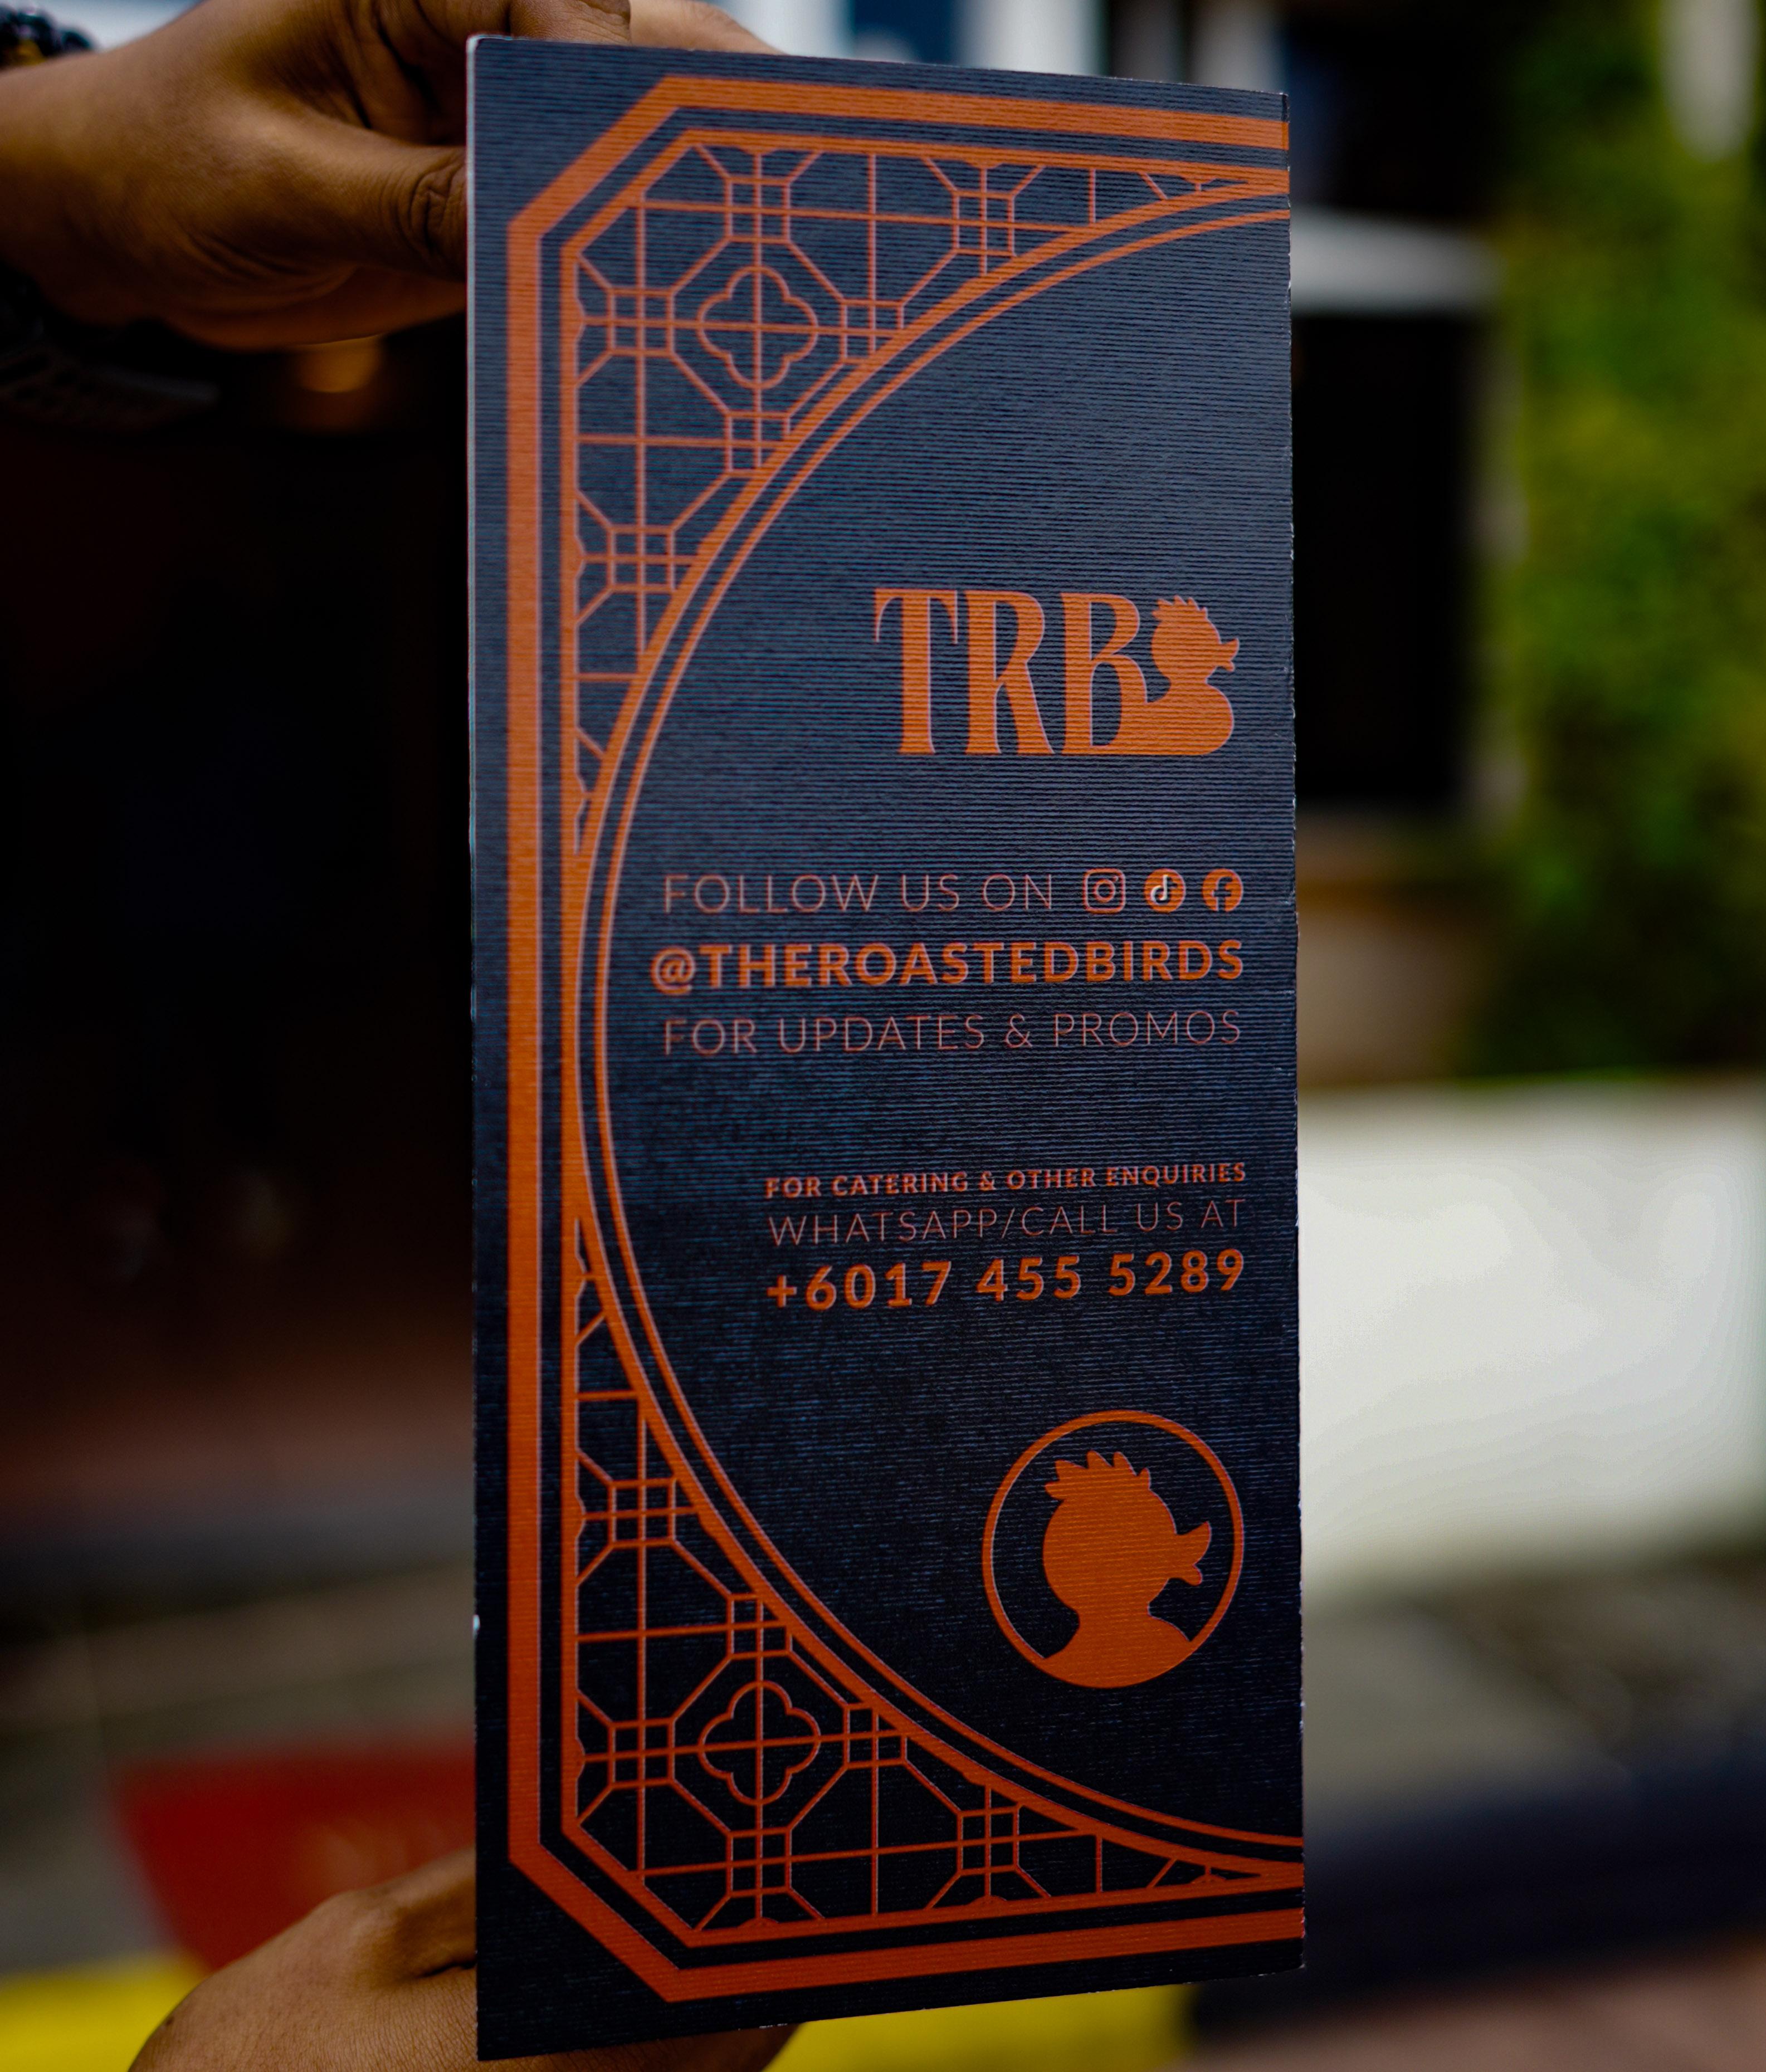 TRB
FOLLOW US ON
@THEROASTEDBIRDS
FOR UPDATES & PROMOS
FOR CATERING & OTHER ENQUIRIES
WHATSAPP/CALL US AT
+6017 455 5289